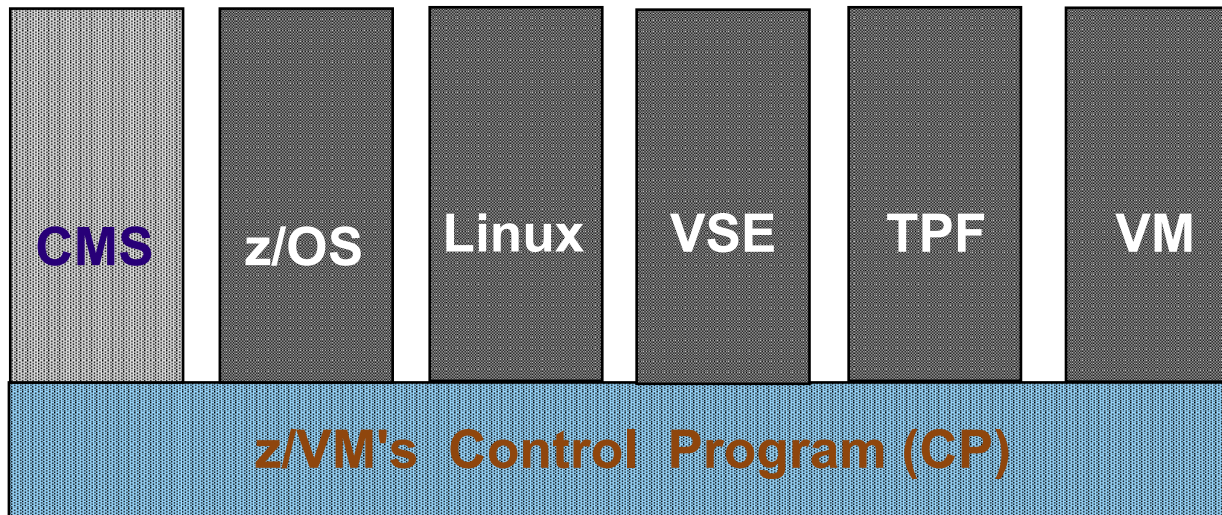 CMS
z/OS
Linux
VSE
TPF
VM
z/VM's Control Program (CP)